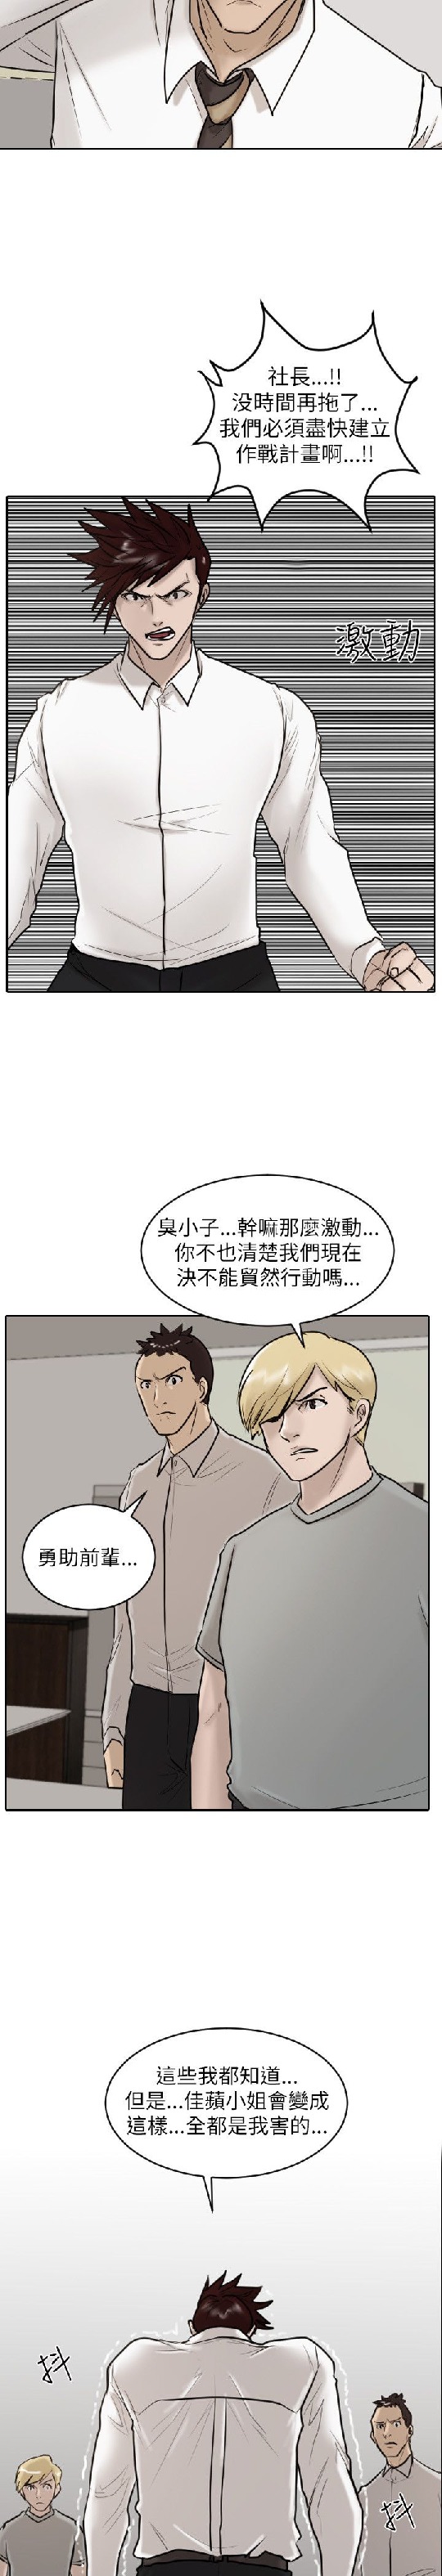 社長...!!
没時間再拖了...
我們必須盡快建立
作戰計畫啊...!!
激動
臭小子...幹嘛那麼激動...
你不也清楚我們現在
決不能貿然行動嗎...
勇助前輩...
這些我都知道...
但是...佳蘋小姐會變成
這樣...全都是我害的...
抖
抖